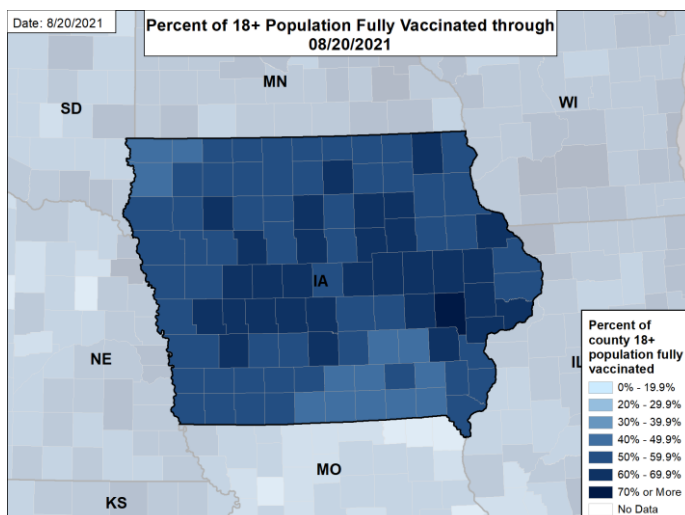 Date: 8/20/2021
Percent of 18+ Population Fully Vaccinated through
08/20/2021
MN
SD
WI
IA
NE
IL
MO
KS
Percent of
county 18+
population fully
vaccinated
0% - 19.9%
20% - 29.9%
30% - 39.9%
40% - 49.9%
50% - 59.9%
60% - 69.9%
70% or More
No Data